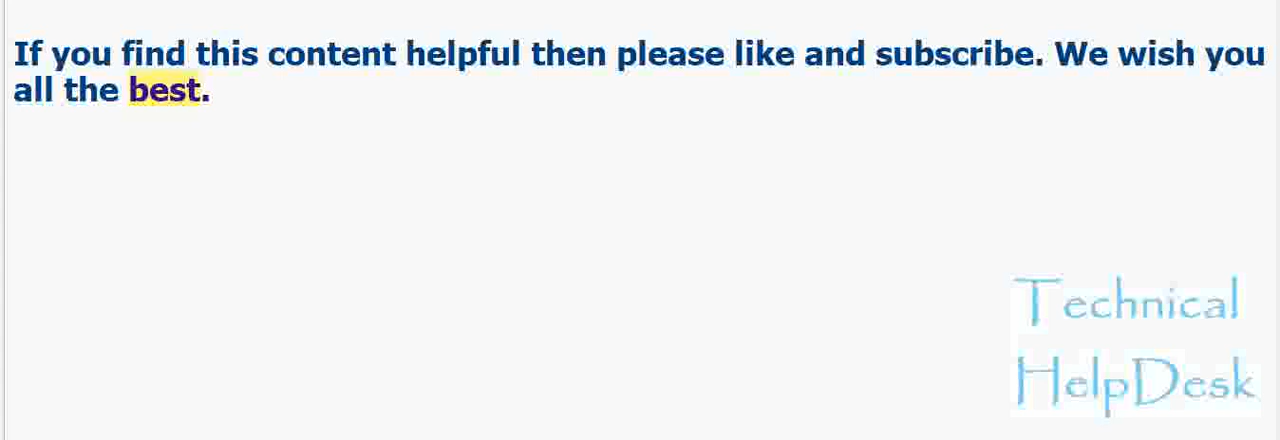 If you find this content helpful then please like and subscribe. We wish you
all the best.
Technical
HelpDesk